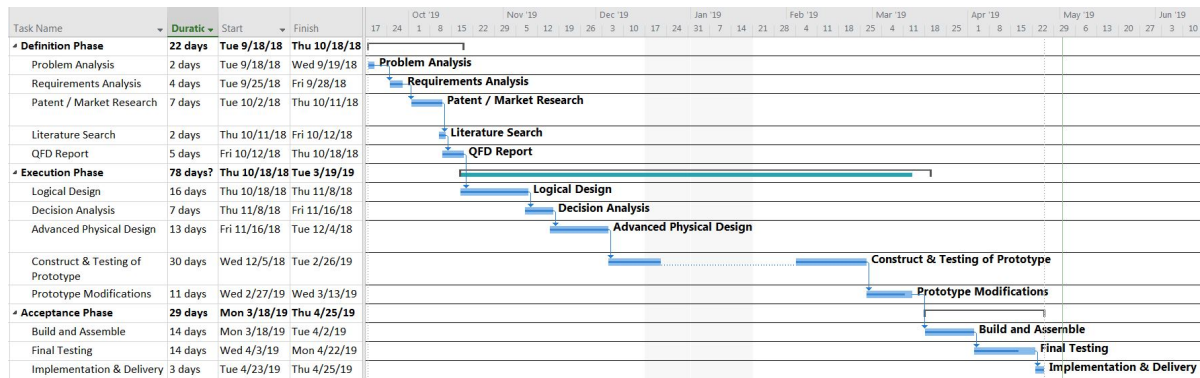 Oct '19 Nov '19 Dec '19 Jan '19 Feb '19 Mar '19 Apr '19 May '19 Jun '19
Task Name Duratic Start Finish 17 24 1 8 15 22 29 5 12 19 26 3 10 17 24 31 7 14 21 28 4 11 18 25 4 11 18 25 1 8 15 22 29 6 13 20 27 3 10
Definition Phase 22 days Tue 9/18/18 Thu 10/18/18
Problem Analysis 2 days Tue 9/18/18 Wed 9/19/18 Problem Analysis
Requirements Analysis 4 days Tue 9/25/18 Fri 9/28/18 Requirements Analysis
Patent / Market Research 7 days Tue 10/2/18 Thu 10/11/18 Patent / Market Research
Literature Search 2 days Thu 10/11/18 Fri 10/12/18 Literature Search
QFD Report 5 days Fri 10/12/18 Thu 10/18/18 QFD Report
Execution Phase 78 days? Thu 10/18/18 Tue 3/19/19
Logical Design 16 days Thu 10/18/18 Thu 11/8/18 Logical Design
Decision Analysis 7 days Thu 11/8/18 Fri 11/16/18 Decision Analysis
Advanced Physical Design 13 days Fri 11/16/18 Tue 12/4/18 Advanced Physical Design
Construct & Testing of 30 days Wed 12/5/18 Tue 2/26/19 Construct & Testing of Prototype
Prototype
Prototype Modifications 11 days Wed 2/27/19 Wed 3/13/19 Prototype Modifications
Acceptance Phase 29 days Mon 3/18/19 Thu 4/25/19
Build and Assemble 14 days Mon 3/18/19 Tue 4/2/19 Build and Assemble
Final Testing 14 days Wed 4/3/19 Mon 4/22/19 Final Testing
Implementation & Delivery 3 days Tue 4/23/19 Thu 4/25/19 Implementation & Delivery